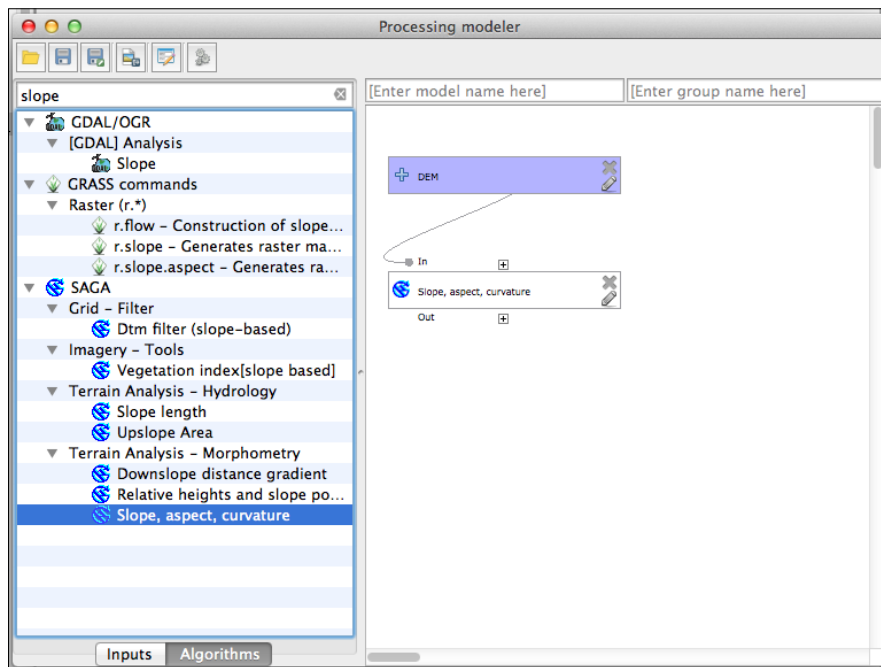 Processing modeler
slope
[Enter model name here]
[Enter group name here]
GDAL/OGR
[GDAL] Analysis
Slope
GRASS commands
Raster (r.*)
r.flow – Construction of slope...
r.slope – Generates raster ma...
r.slope.aspect – Generates ra...
SAGA
Grid – Filter
Dtm filter (slope-based)
Imagery – Tools
Vegetation index[slope based]
Terrain Analysis – Hydrology
Slope length
Upslope Area
Terrain Analysis – Morphometry
Downslope distance gradient
Relative heights and slope po...
Slope, aspect, curvature
Inputs
Algorithms
DEM
In
Slope, aspect, curvature
Out